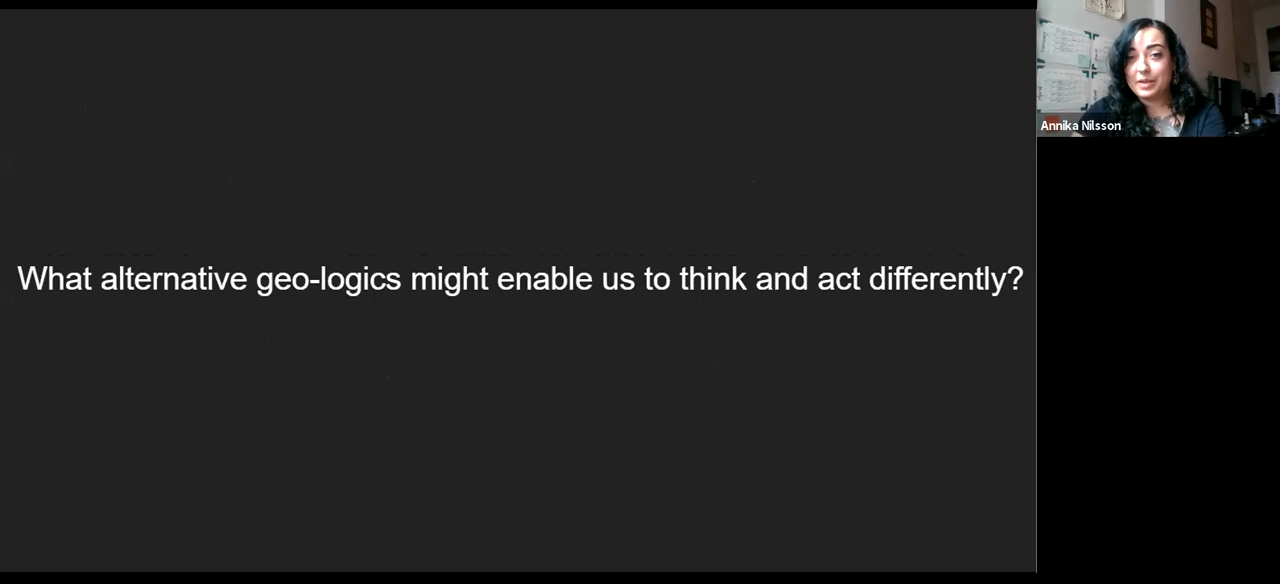 What alternative geo-logics might enable us to think and act differently?
Annika Nilsson